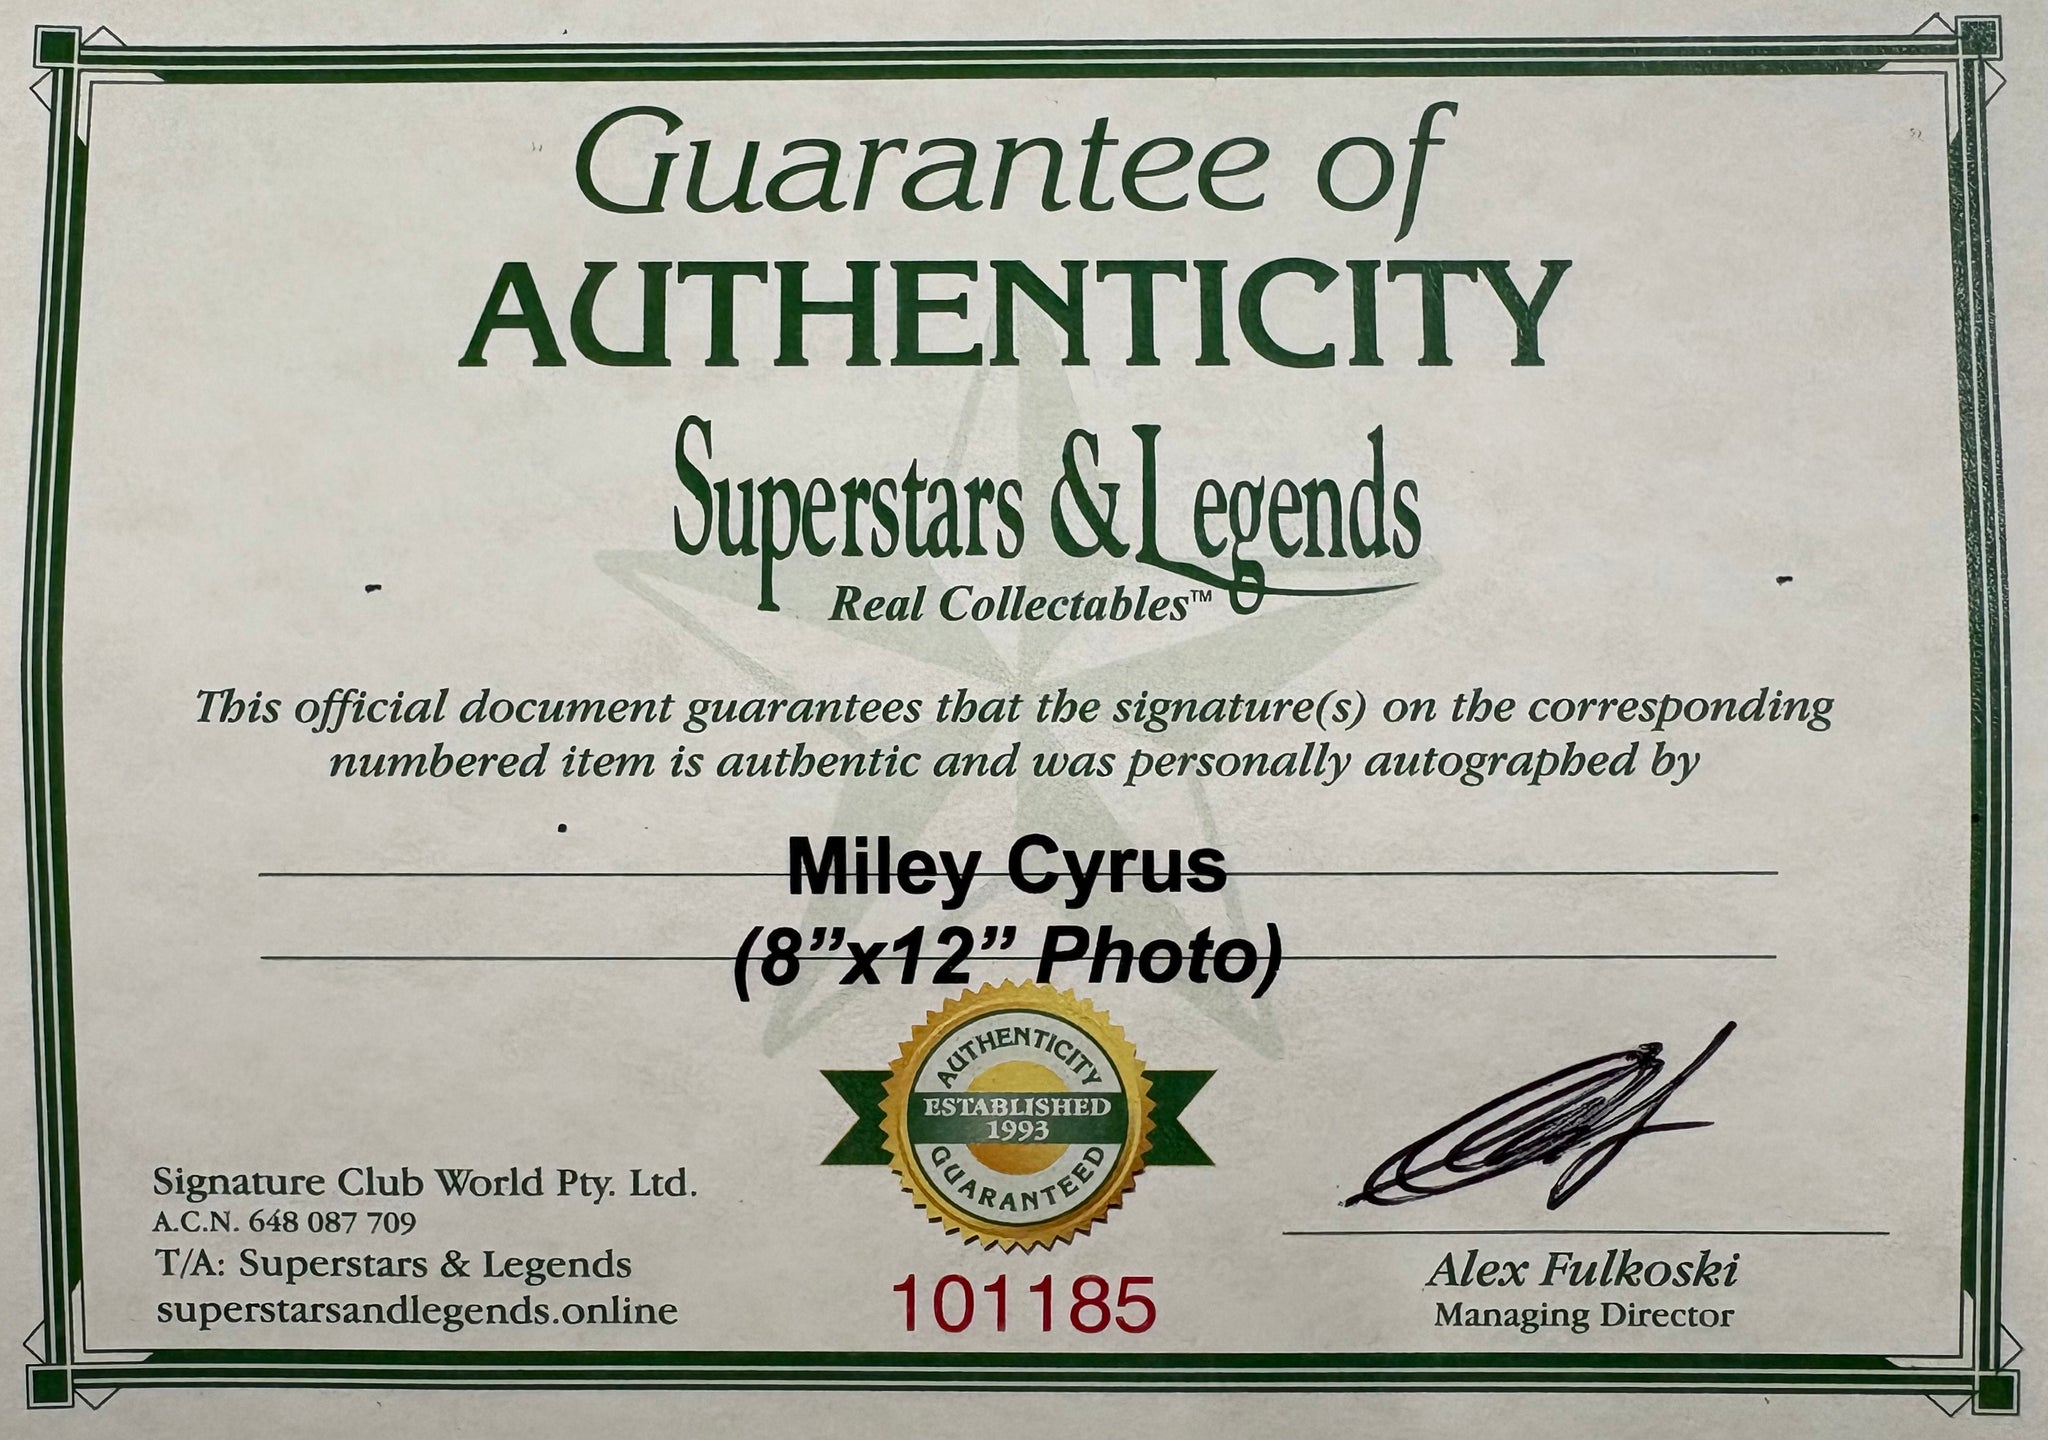 Guarantee of
AUTHENTICITY
Superstars & Legends
Real Collectables™
This official document guarantees that the signature(s) on the corresponding
numbered item is authentic and was personally autographed by
Miley Cyrus
(8”x12” Photo)
AUTHENTICITY
ESTABLISHED
1993
GUARANTEED
Signature Club World Pty. Ltd.
A.C.N. 648 087 709
T/A: Superstars & Legends
superstarsandlegends.online
101185
Alex Fulkoski
Managing Director